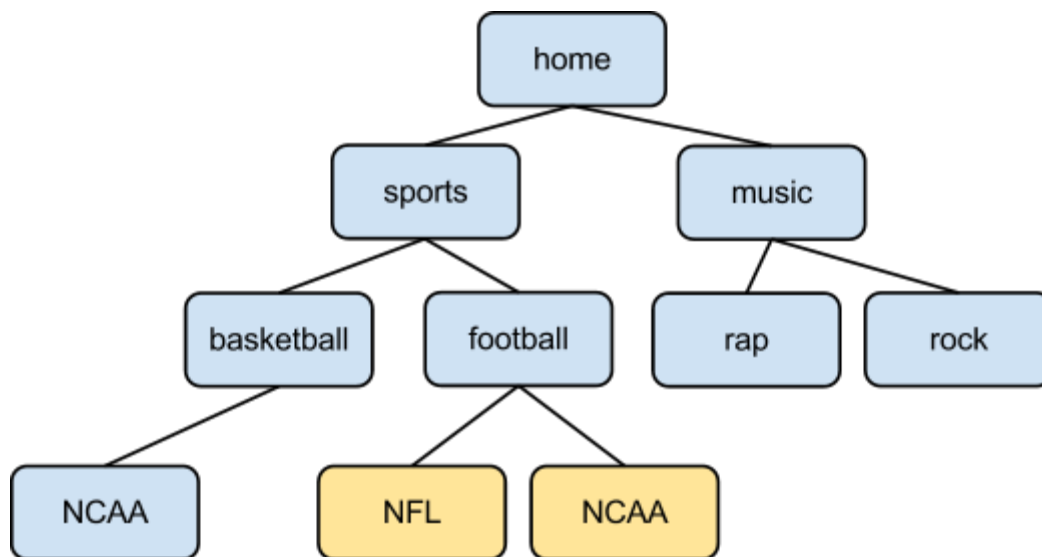 home
sports
music
basketball
football
rap
rock
NCAA
NFL
NCAA